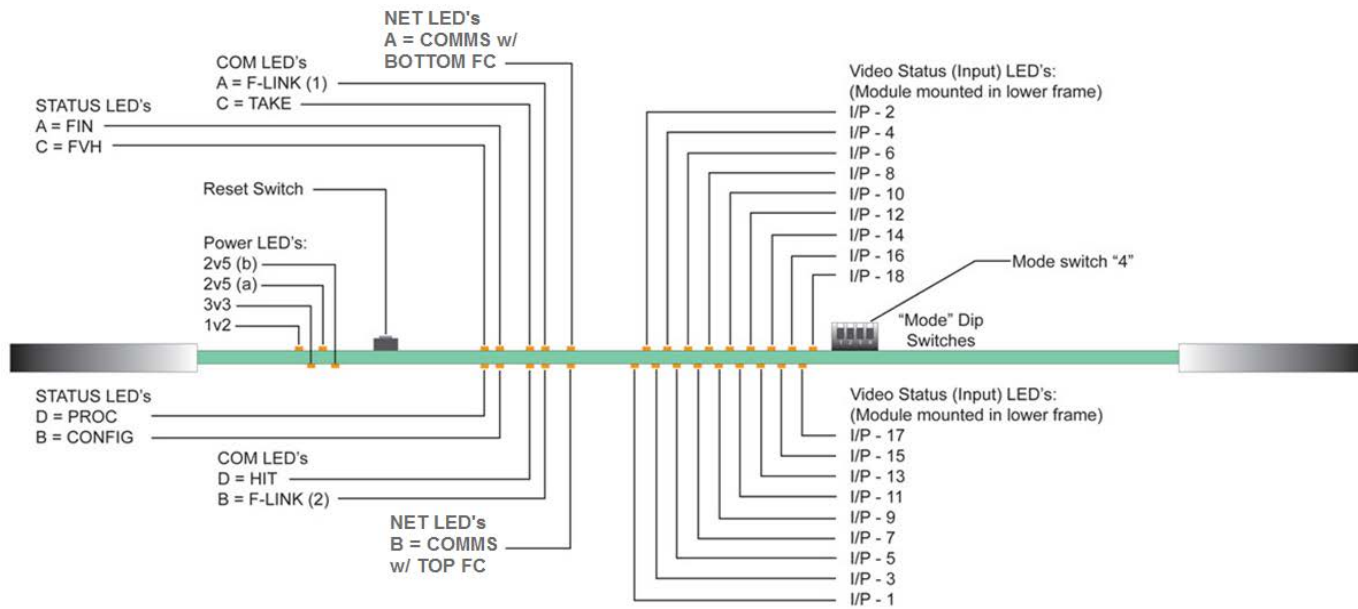 NET LED's
A = COMMS w/
BOTTOM FC
COM LED's
A = F-LINK (1)
C = TAKE
STATUS LED's
A = FIN
C = FVH
Reset Switch
Power LED's:
2v5 (b)
2v5 (a)
3v3
1v2
Video Status (Input) LED's:
(Module mounted in lower frame)
I/P - 2
I/P - 4
I/P - 6
I/P - 8
I/P - 10
I/P - 12
I/P - 14
I/P - 16
I/P - 18
Mode switch “4”
“Mode” Dip
Switches
STATUS LED's
D = PROC
B = CONFIG
COM LED's
D = HIT
B = F-LINK (2)
NET LED's
B = COMMS
w/ TOP FC
Video Status (Input) LED's:
(Module mounted in lower frame)
I/P - 17
I/P - 15
I/P - 13
I/P - 11
I/P - 9
I/P - 7
I/P - 5
I/P - 3
I/P - 1